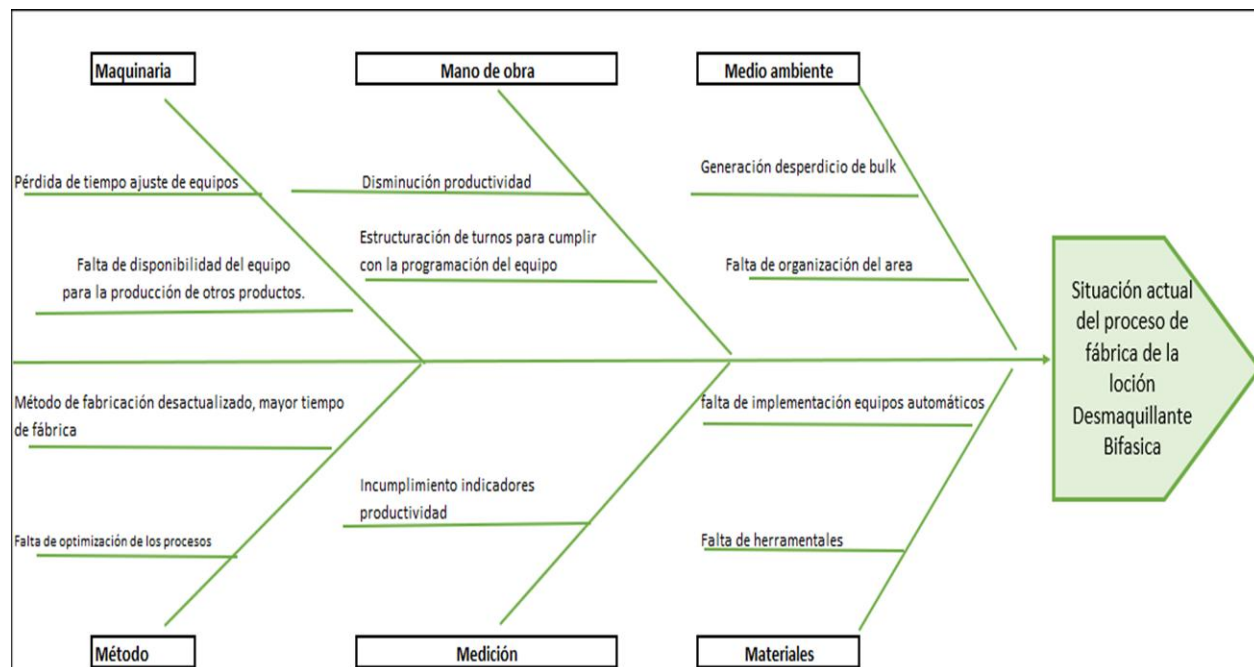 Maquinaria
Mano de obra
Medio ambiente
Pérdida de tiempo ajuste de equipos
Disminución productividad
Generación desperdicio de bulk
Falta de disponibilidad del equipo
para la producción de otros productos.
Estructuración de turnos para cumplir
con la programación del equipo
Falta de organización del area
Situación actual
del proceso de
fábrica de la
loción
Desmaquillante
Bifasica
Método de fabricación desactualizado, mayor tiempo
de fábrica
falta de implementación equipos automáticos
Incumplimiento indicadores
productividad
Falta de optimización de los procesos
Falta de herramentales
Método
Medición
Materiales